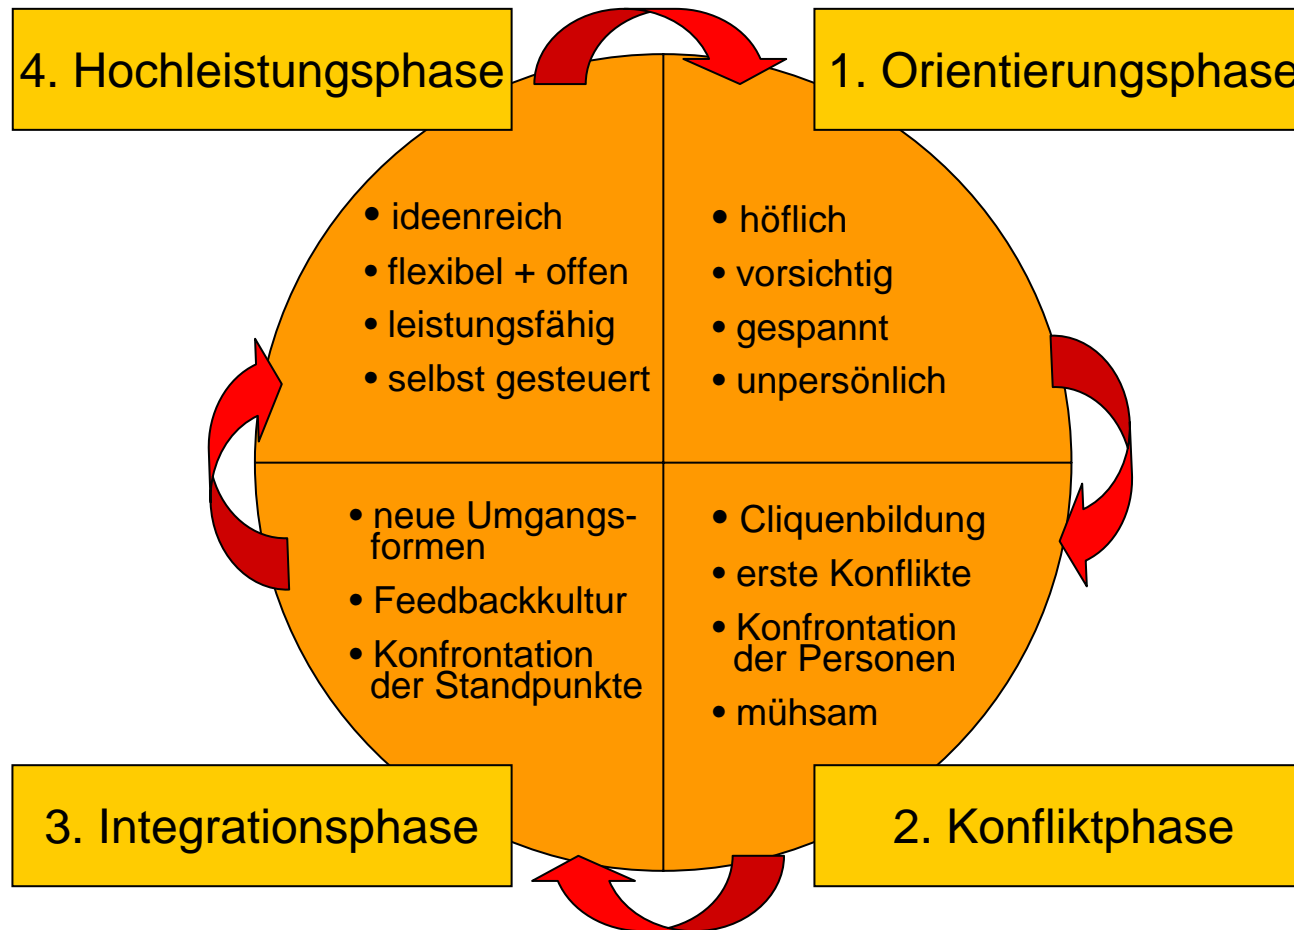 4. Hochleistungsphase
1. Orientierungsphase
• ideenreich
• flexibel + offen
• leistungsfähig
• selbst gesteuert
• höflich
• vorsichtig
• gespannt
• unpersönlich
• neue Umgangs-
formen
• Feedbackkultur
• Konfrontation
der Standpunkte
• Cliquenbildung
• erste Konflikte
• Konfrontation
der Personen
• mühsam
3. Integrationsphase
2. Konfliktphase